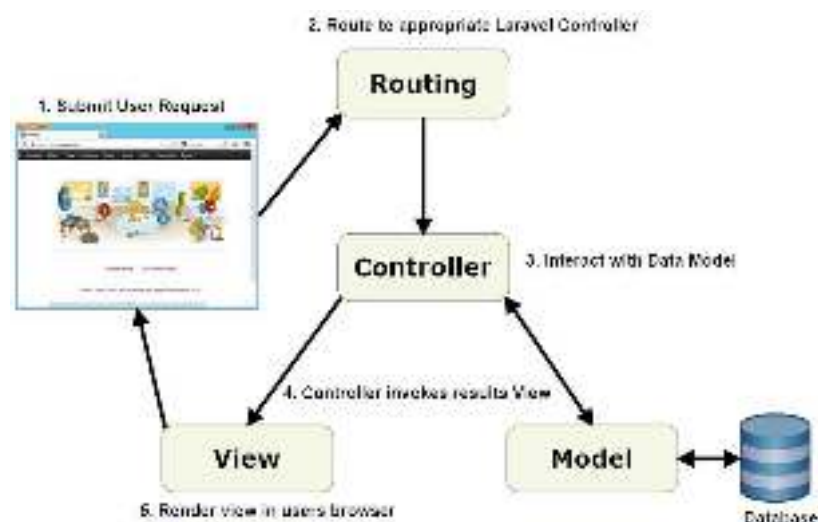 2. Route to appropriate Laravel Controller
Routing
1. Submit User Request
Controller
3. Interact with Data Model
4. Controller invokes results View
View
Model
5. Render view in users browser
Database